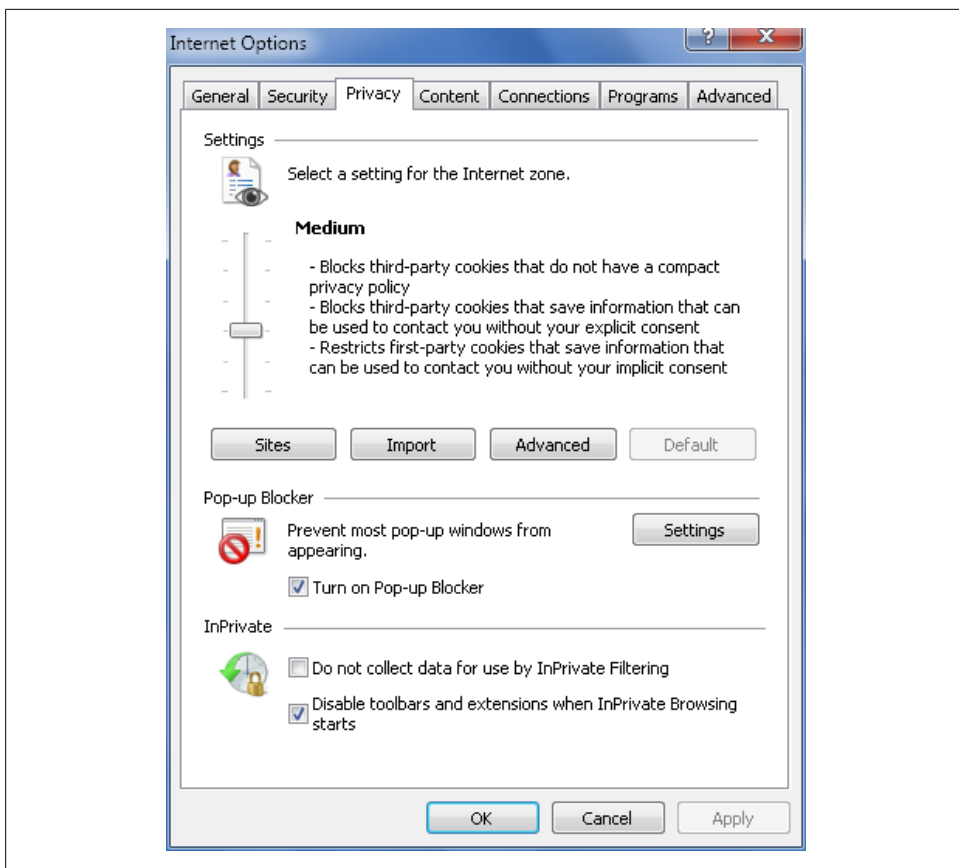 Internet Options
?
X
General Security Privacy Content Connections Programs Advanced
Settings
Select a setting for the Internet zone.
Medium
- Blocks third-party cookies that do not have a compact
privacy policy
- Blocks third-party cookies that save information that can
be used to contact you without your explicit consent
- Restricts first-party cookies that save information that
can be used to contact you without your implicit consent
Sites Import Advanced Default
Pop-up Blocker
Prevent most pop-up windows from
appearing.
Settings
Turn on Pop-up Blocker
InPrivate
Do not collect data for use by InPrivate Filtering
Disable toolbars and extensions when InPrivate Browsing
starts
OK Cancel Apply